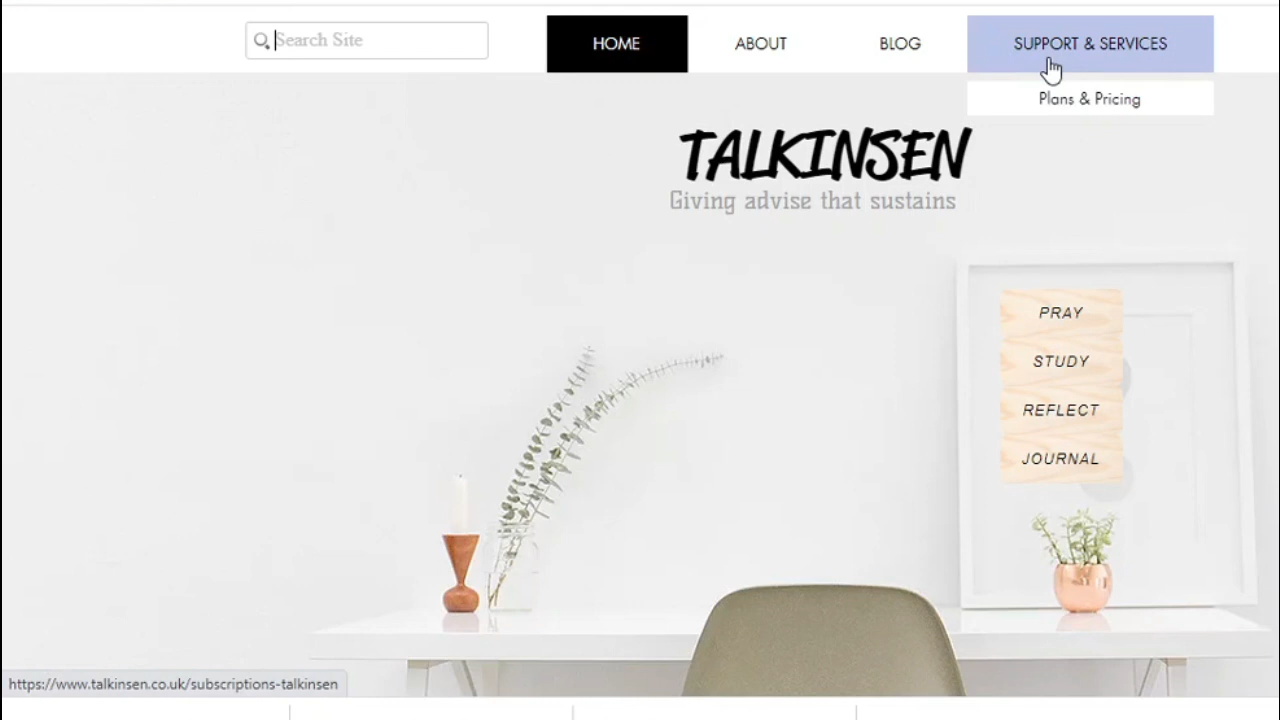 Search Site
HOME
ABOUT
BLOG
SUPPORT & SERVICES
Plans & Pricing
TALKINSEN
Giving advise that sustains
PRAY
STUDY
REFLECT
JOURNAL
https://www.talkinsen.co.uk/subscriptions-talkinsen